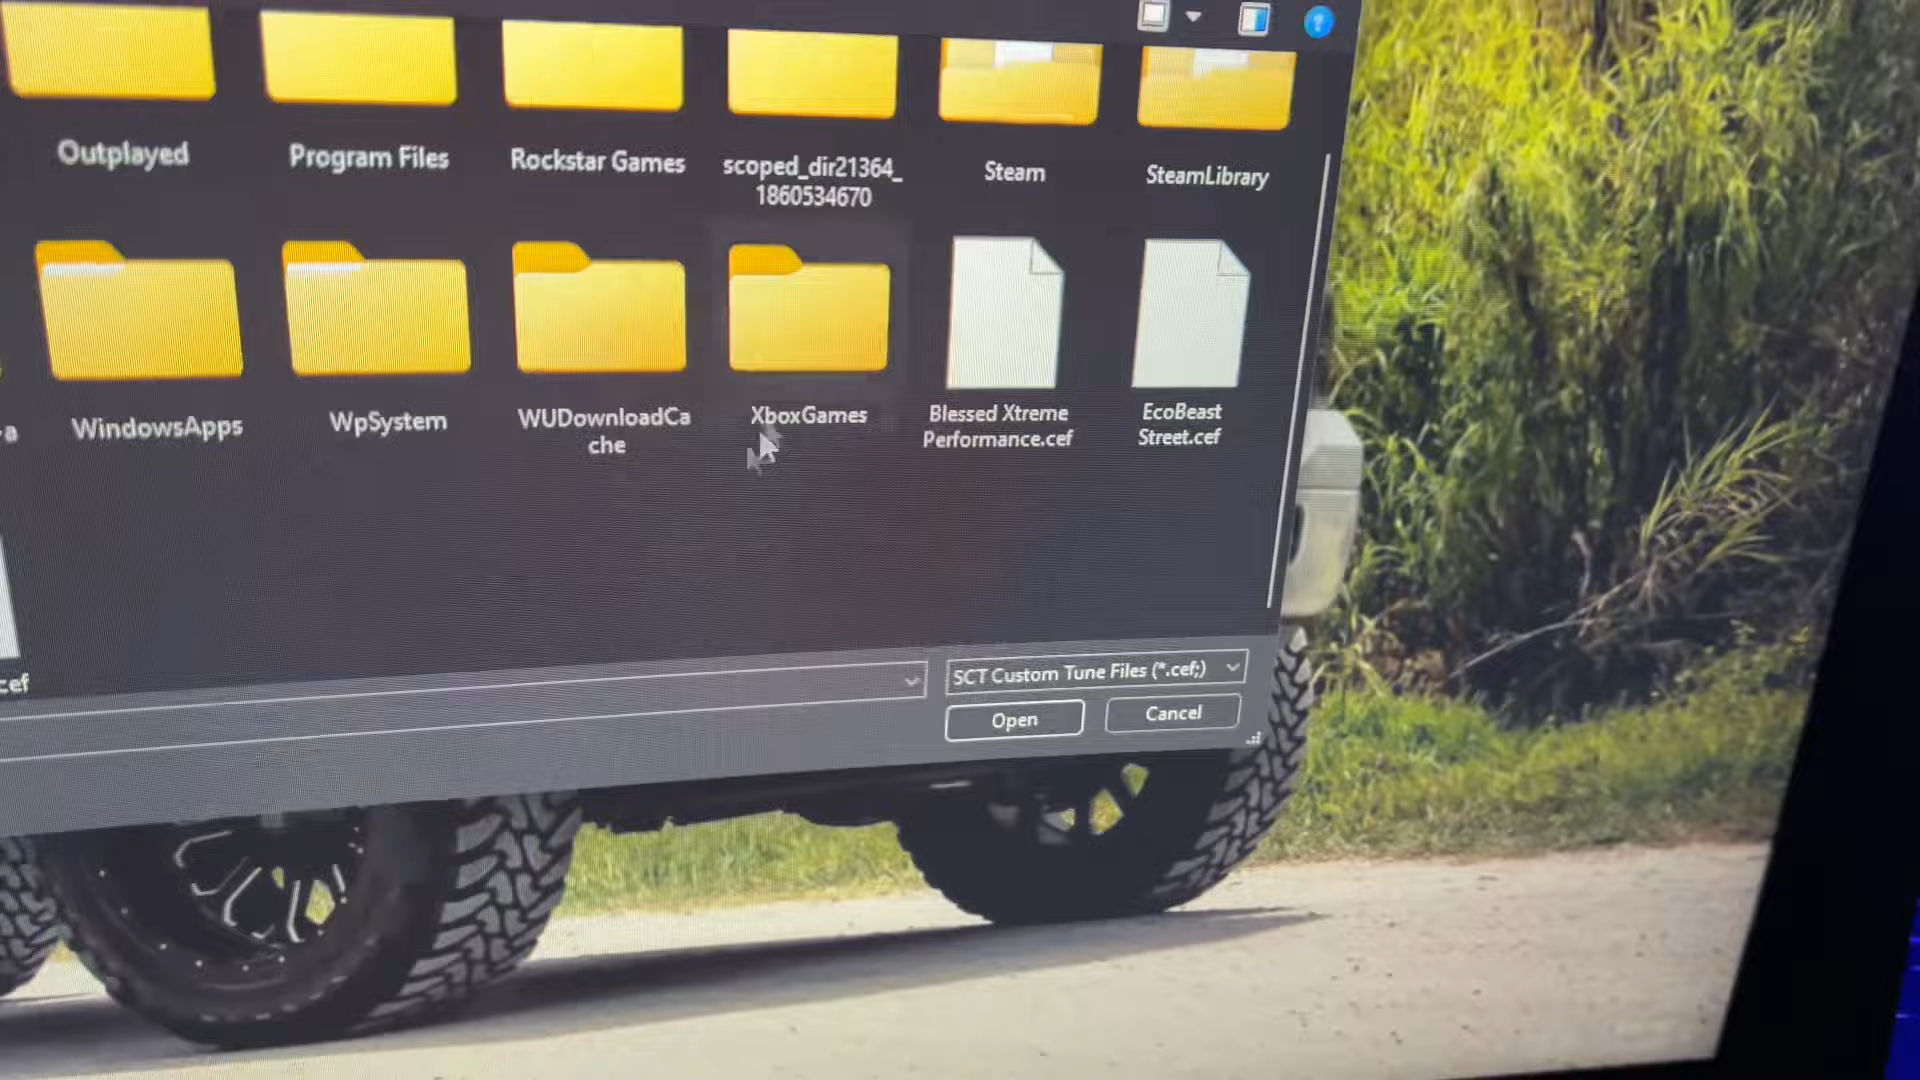 Outplayed
Program Files
Rockstar Games
scoped_dir21364_
1860534670
Steam
SteamLibrary
WindowsApps
WpSystem
WUDownloadCa
che
XboxGames
Blessed Xtreme
Performance.cef
EcoBeast
Street.cef
.cef
SCT Custom Tune Files (*.cef;)
Open
Cancel